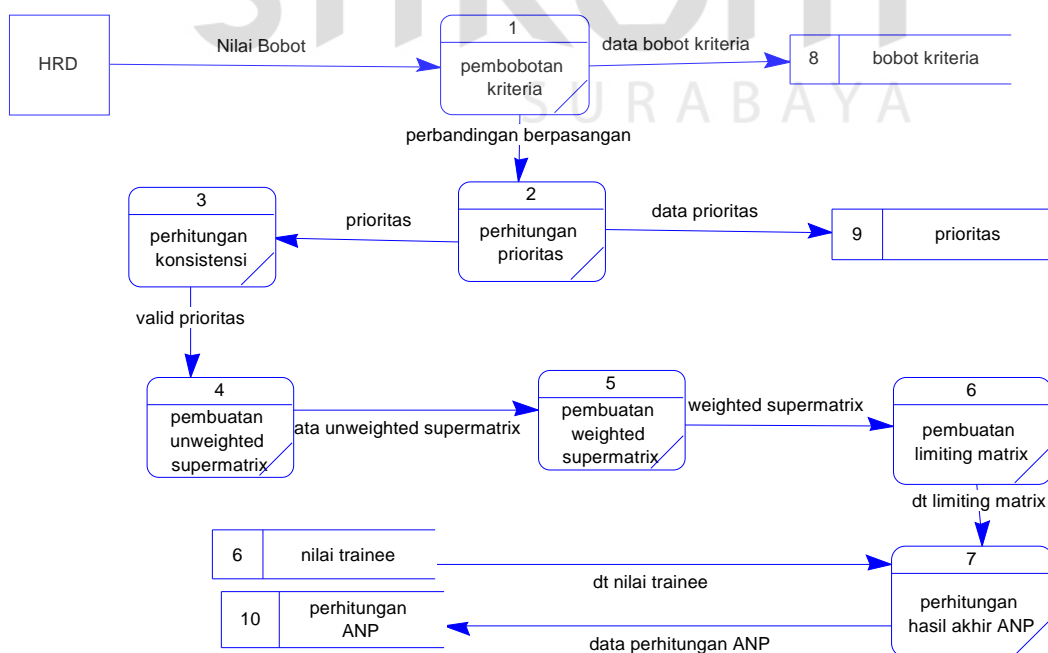 HRD
Nilai Bobot
1
pembobotan
kriteria
data bobot kriteria
8
bobot kriteria
SURABAYA
perbandingan berpasangan
3
perhitungan
konsistensi
prioritas
2
perhitungan
prioritas
data prioritas
9
prioritas
valid prioritas
4
pembuatan
unweighted
supermatrix
ata unweighted supermatrix
5
pembuatan
weighted
supermatrix
weighted supermatrix
6
pembuatan
limiting matrix
dt limiting matrix
6
nilai trainee
dt nilai trainee
7
perhitungan
hasil akhir ANP
10
perhitungan
ANP
data perhitungan ANP